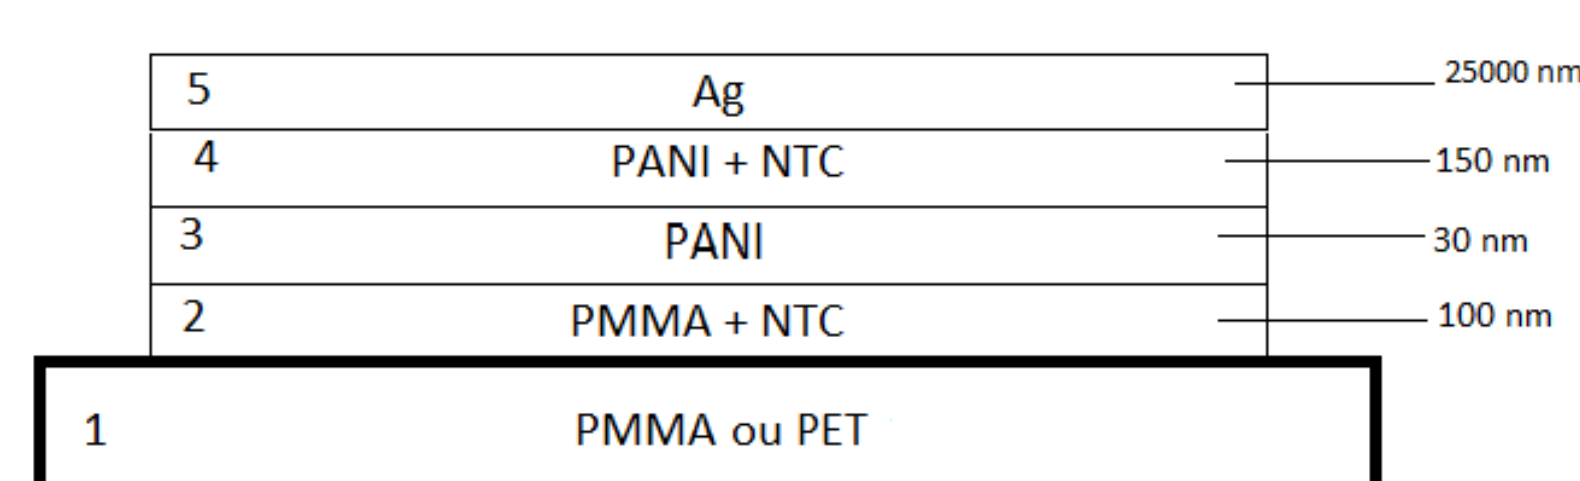 5 Ag 25000 nm
4 PANI + NTC 150 nm
3 PANI 30 nm
2 PMMA + NTC 100 nm
1 PMMA ou PET